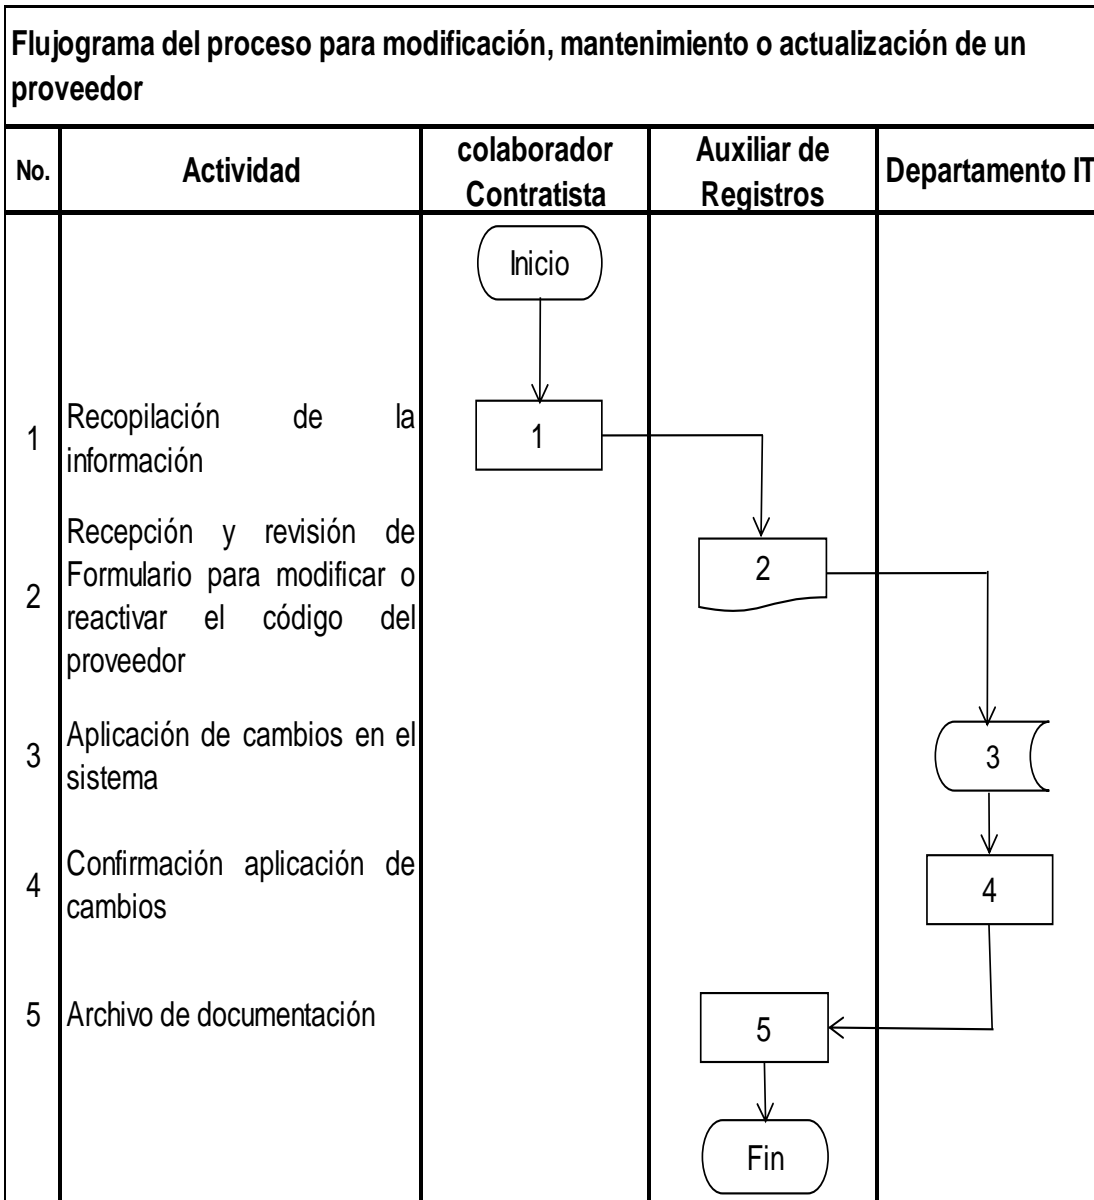 Flujograma del proceso para modificación, mantenimiento o actualización de un
proveedor
No.
Actividad
colaborador
Contratista
Auxiliar de
Registros
Departamento IT
Inicio
1
Recopilación de la
información
1
2
Recepción y revisión de
Formulario para modificar o
reactivar el código del
proveedor
2
3
Aplicación de cambios en el
sistema
3
4
Confirmación aplicación de
cambios
4
5
Archivo de documentación
5
Fin